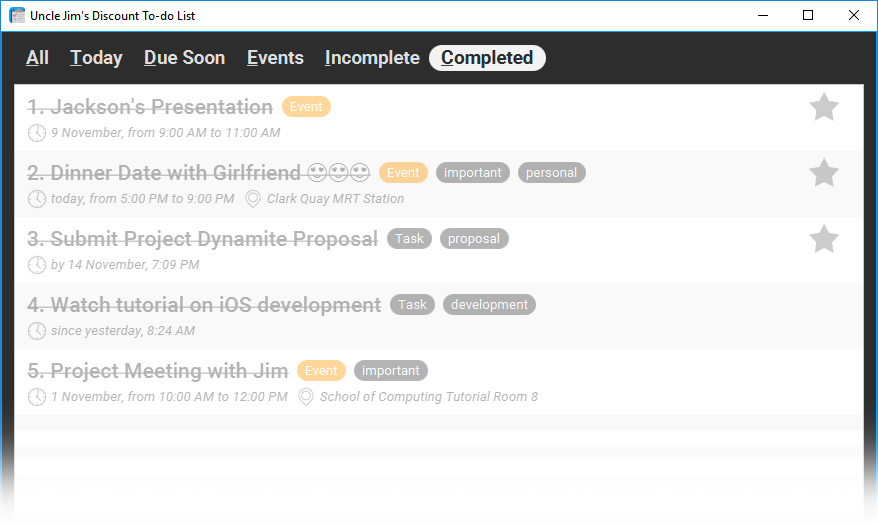 Uncle Jim's Discount To-do List
All Today Due Soon Events Incomplete Completed
1. Jackson's Presentation Event
9 November, from 9:00 AM to 11:00 AM
2. Dinner Date with Girlfriend 😍😍😍 Event important personal
today, from 5:00 PM to 9:00 PM Clark Quay MRT Station
3. Submit Project Dynamite Proposal Task proposal
by 14 November, 7:09 PM
4. Watch tutorial on iOS development Task development
since yesterday, 8:24 AM
5. Project Meeting with Jim Event important
1 November, from 10:00 AM to 12:00 PM School of Computing Tutorial Room 8